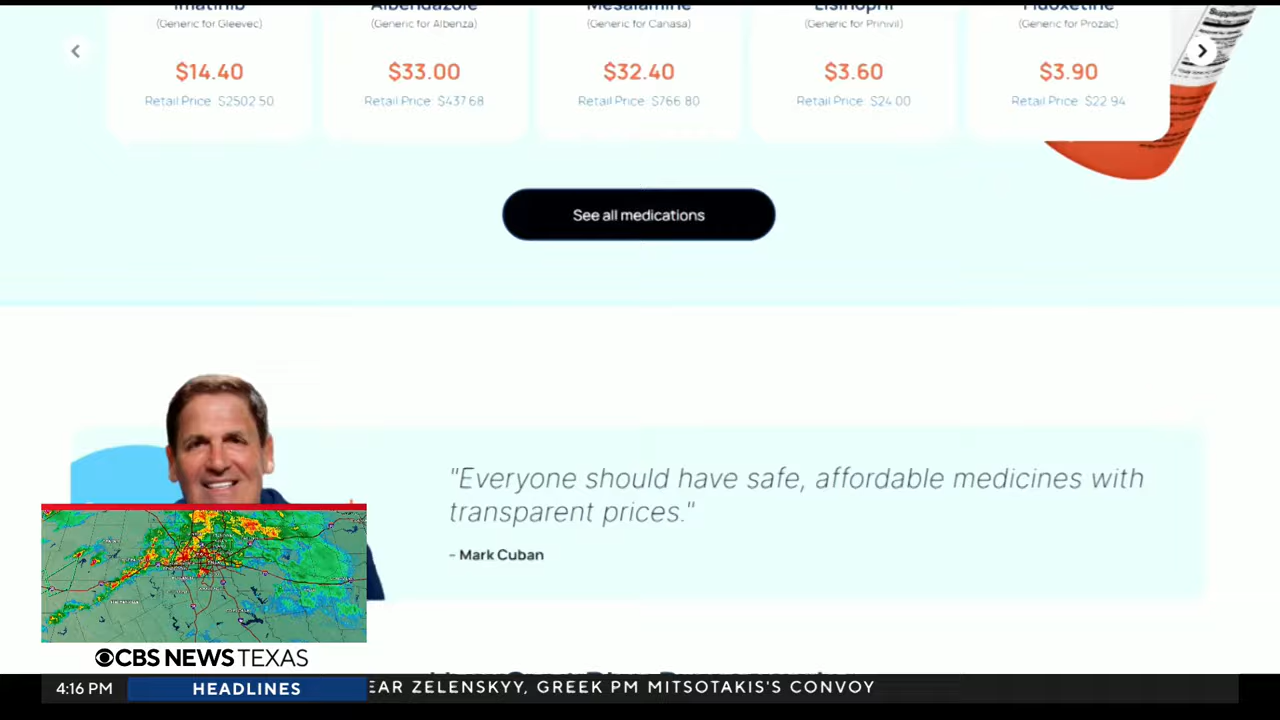 Imatinib
Albendazole
Mesalamine
Lisinopril
Fluoxetine
(Generic for Gleevec)
(Generic for Albenza)
(Generic for Canasa)
(Generic for Prinivil)
(Generic for Prozac)
$14.40
$33.00
$32.40
$3.60
$3.90
Retail Price: $2502.50
Retail Price: $437.68
Retail Price: $766.80
Retail Price: $24.00
Retail Price: $22.94
See all medications
"Everyone should have safe, affordable medicines with
transparent prices."
– Mark Cuban
CBS NEWS TEXAS
4:16 PM
HEADLINES
EAR ZELENSKYY, GREEK PM MITSOTAKIS'S CONVOY